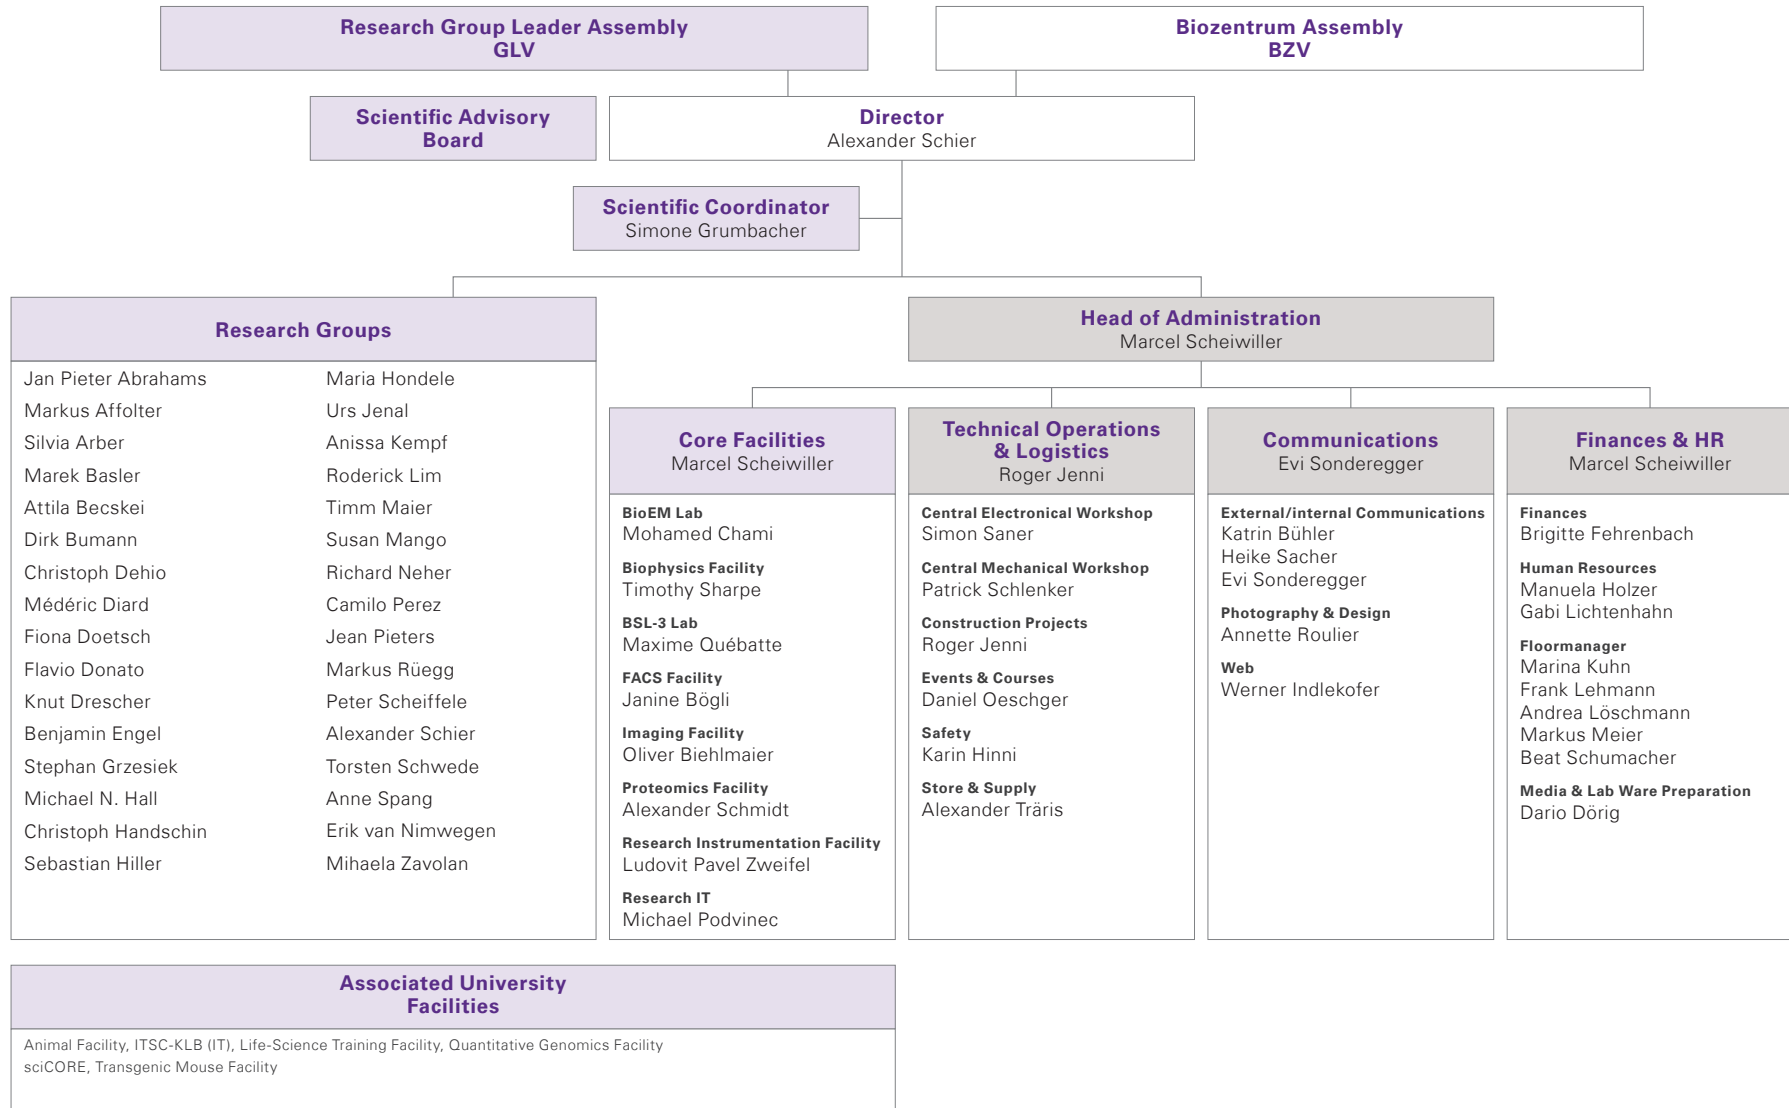 Research Group Leader Assembly
GLV
Biozentrum Assembly
BZV
Scientific Advisory
Board
Director
Alexander Schier
Scientific Coordinator
Simone Grumbacher
Research Groups
Jan Pieter Abrahams
Markus Affolter
Silvia Arber
Marek Basler
Attila Becskei
Dirk Bumann
Christoph Dehio
Médéric Diard
Fiona Doetsch
Flavio Donato
Knut Drescher
Benjamin Engel
Stephan Grzesiek
Michael N. Hall
Christoph Handschin
Sebastian Hiller
Maria Hondele
Urs Jenal
Anissa Kempf
Roderick Lim
Timm Maier
Susan Mango
Richard Neher
Camilo Perez
Jean Pieters
Markus Rüegg
Peter Scheiffele
Alexander Schier
Torsten Schwede
Anne Spang
Erik van Nimwegen
Mihaela Zavolan
Head of Administration
Marcel Scheiwiller
Core Facilities
Marcel Scheiwiller
BioEM Lab
Mohamed Chami
Biophysics Facility
Timothy Sharpe
BSL-3 Lab
Maxime Québatte
FACS Facility
Janine Bögli
Imaging Facility
Oliver Biehlmaier
Proteomics Facility
Alexander Schmidt
Research Instrumentation Facility
Ludovit Pavel Zweifel
Research IT
Michael Podvinec
Technical Operations
& Logistics
Roger Jenni
Central Electronical Workshop
Simon Saner
Central Mechanical Workshop
Patrick Schlenker
Construction Projects
Roger Jenni
Events & Courses
Daniel Oeschger
Safety
Karin Hinni
Store & Supply
Alexander Träris
Communications
Evi Sonderegger
External/internal Communications
Katrin Bühler
Heike Sacher
Evi Sonderegger
Photography & Design
Annette Roulier
Web
Werner Indlekofer
Finances & HR
Marcel Scheiwiller
Finances
Brigitte Fehrenbach
Human Resources
Manuela Holzer
Gabi Lichtenhahn
Floormanager
Marina Kuhn
Frank Lehmann
Andrea Löschmann
Markus Meier
Beat Schumacher
Media & Lab Ware Preparation
Dario Dörig
Associated University
Facilities
Animal Facility, ITSC-KLB (IT), Life-Science Training Facility, Quantitative Genomics Facility
sciCORE, Transgenic Mouse Facility